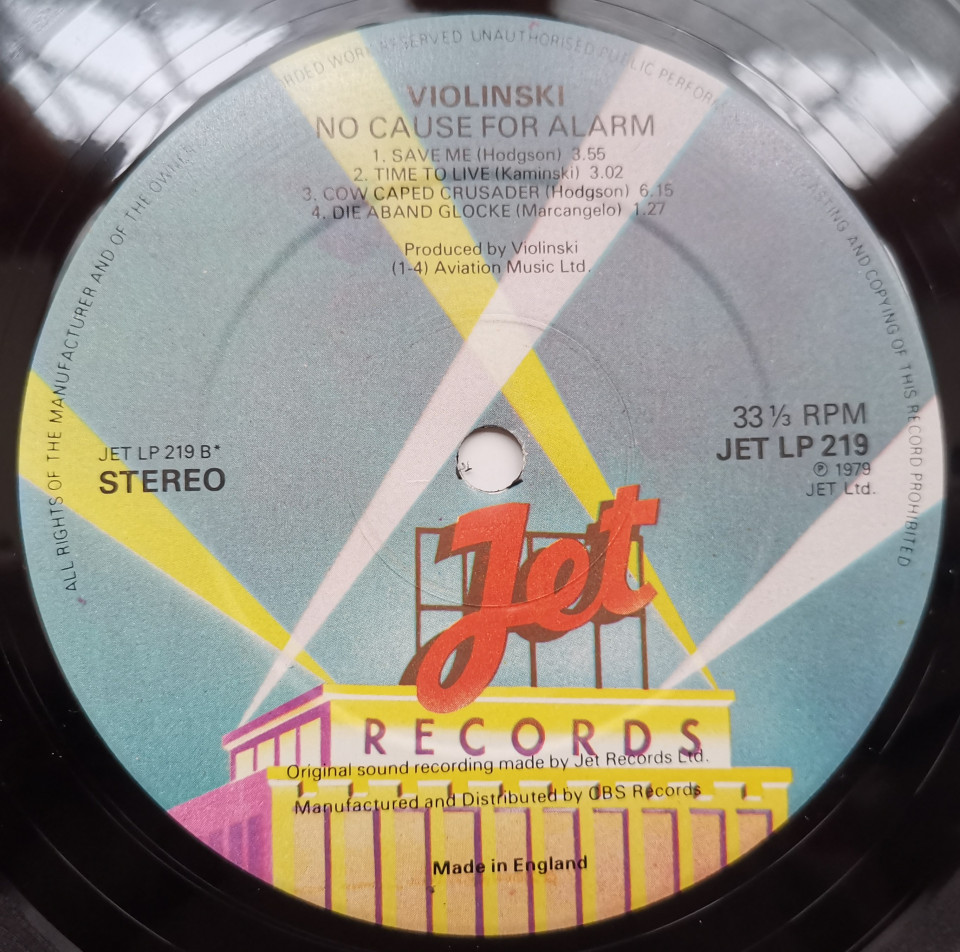 ALL RIGHTS OF THE MANUFACTURER AND OF THE OWNER RDED WORK RESERVED UNAUTHORISED PUBLIC PERFORM CASTING AND COPYING OF THIS RECORD PROHIBITED
VIOLINSKI
NO CAUSE FOR ALARM
1. SAVE ME (Hodgson) 3.55
2. TIME TO LIVE (Kaminski) 3.02
3. COW CAPED CRUSADER (Hodgson) 6.15
4. DIE ABAND GLOCKE (Marcangelo) 1.27
Produced by Violinski
(1-4) Aviation Music Ltd.
JET LP 219 B*
STEREO
33⅓ RPM
JET LP 219
℗ 1979
JET Ltd.
Jet
RECORDS
Original sound recording made by Jet Records Ltd.
Manufactured and Distributed by CBS Records
Made in England